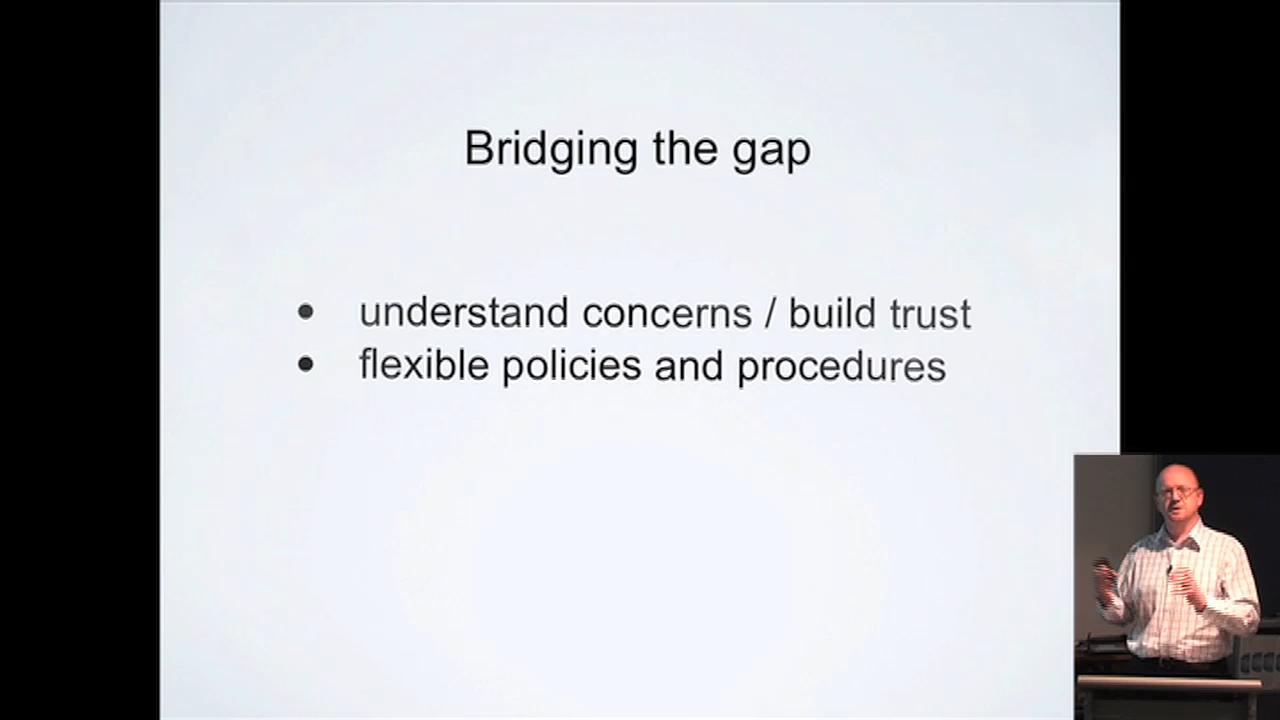 Bridging the gap
• understand concerns / build trust
• flexible policies and procedures